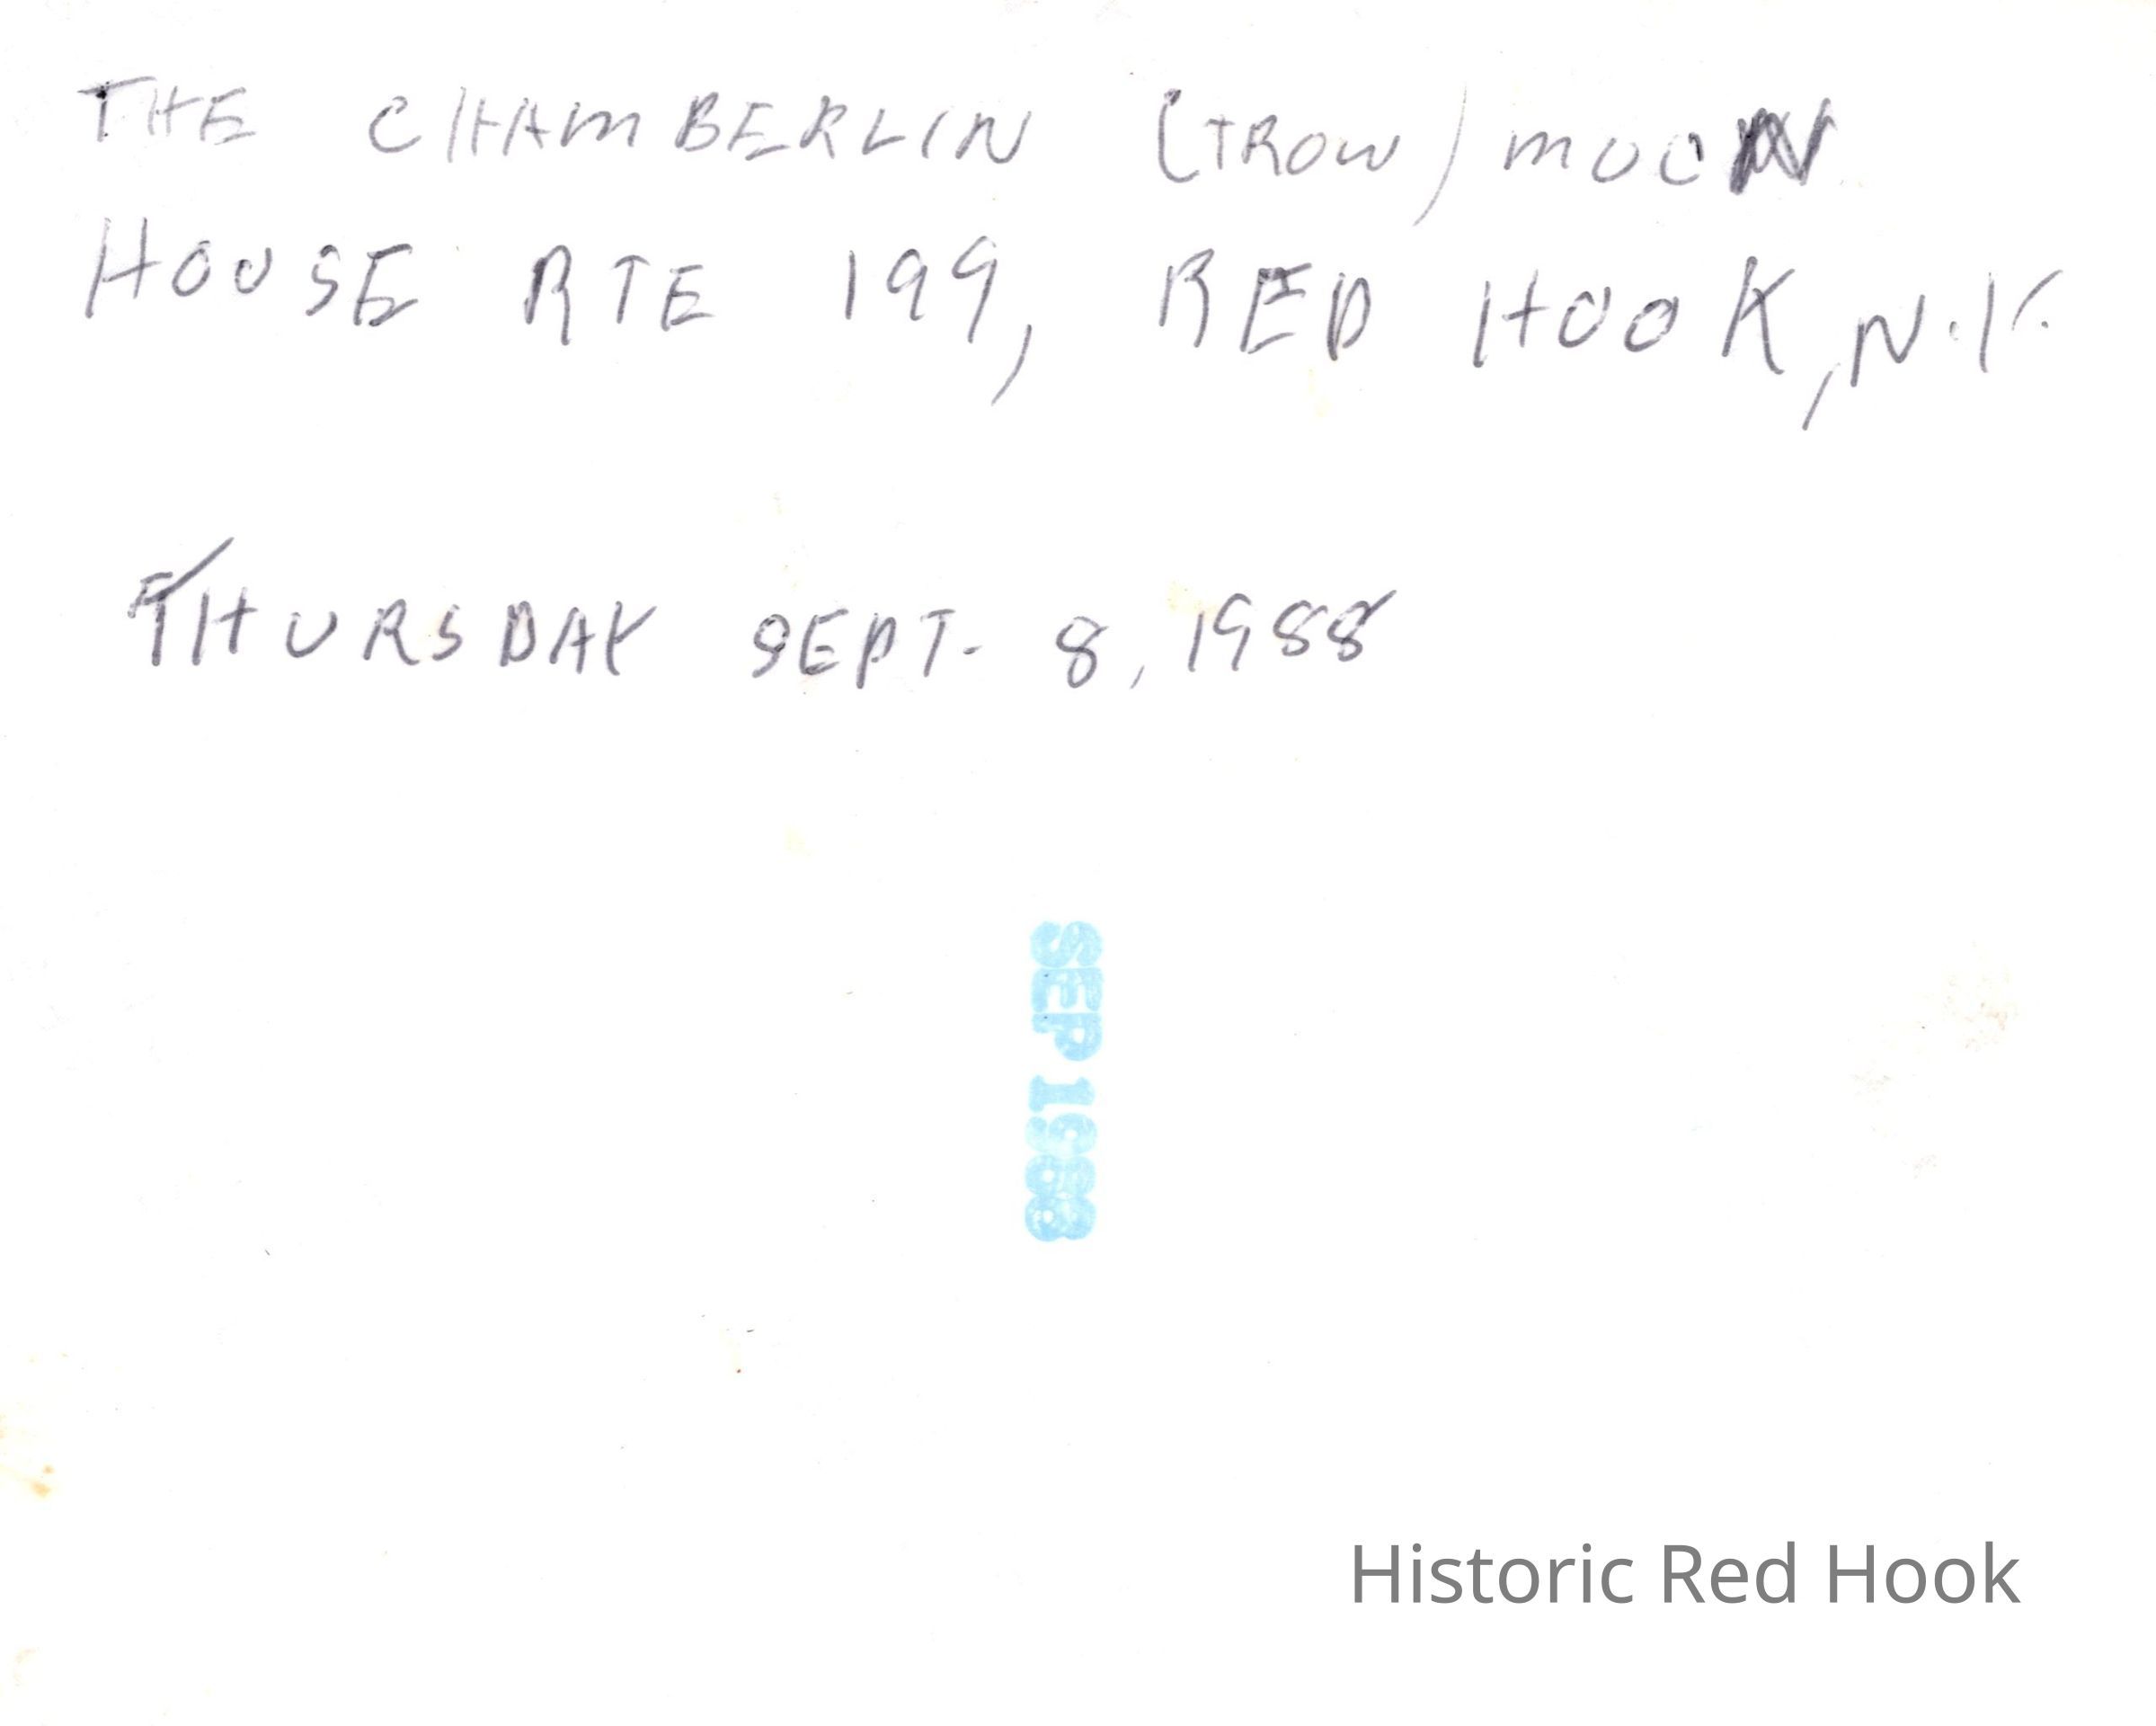 THE CHAMBERLIN (TROW) MOON
HOUSE RTE 199, RED HOOK, N.Y.
THURSDAY SEPT. 8, 1988
SEP 1988
Historic Red Hook